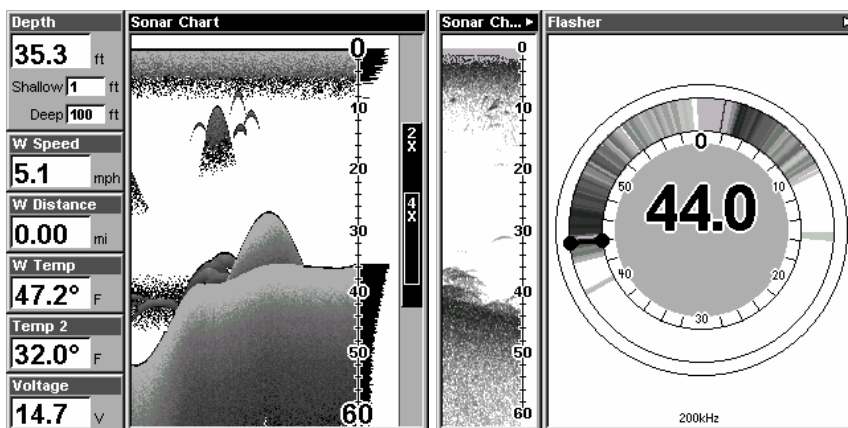 Depth
35.3 ft
Shallow 1 ft
Deep 100 ft
W Speed
5.1 mph
W Distance
0.00 mi
W Temp
47.2° F
Temp 2
32.0° F
Voltage
14.7 V
Sonar Chart
0
10
20
30
40
50
60
2X
4X
Sonar Ch...
0
10
20
30
40
50
60
Flasher
0
10
20
30
40
50
44.0
200kHz